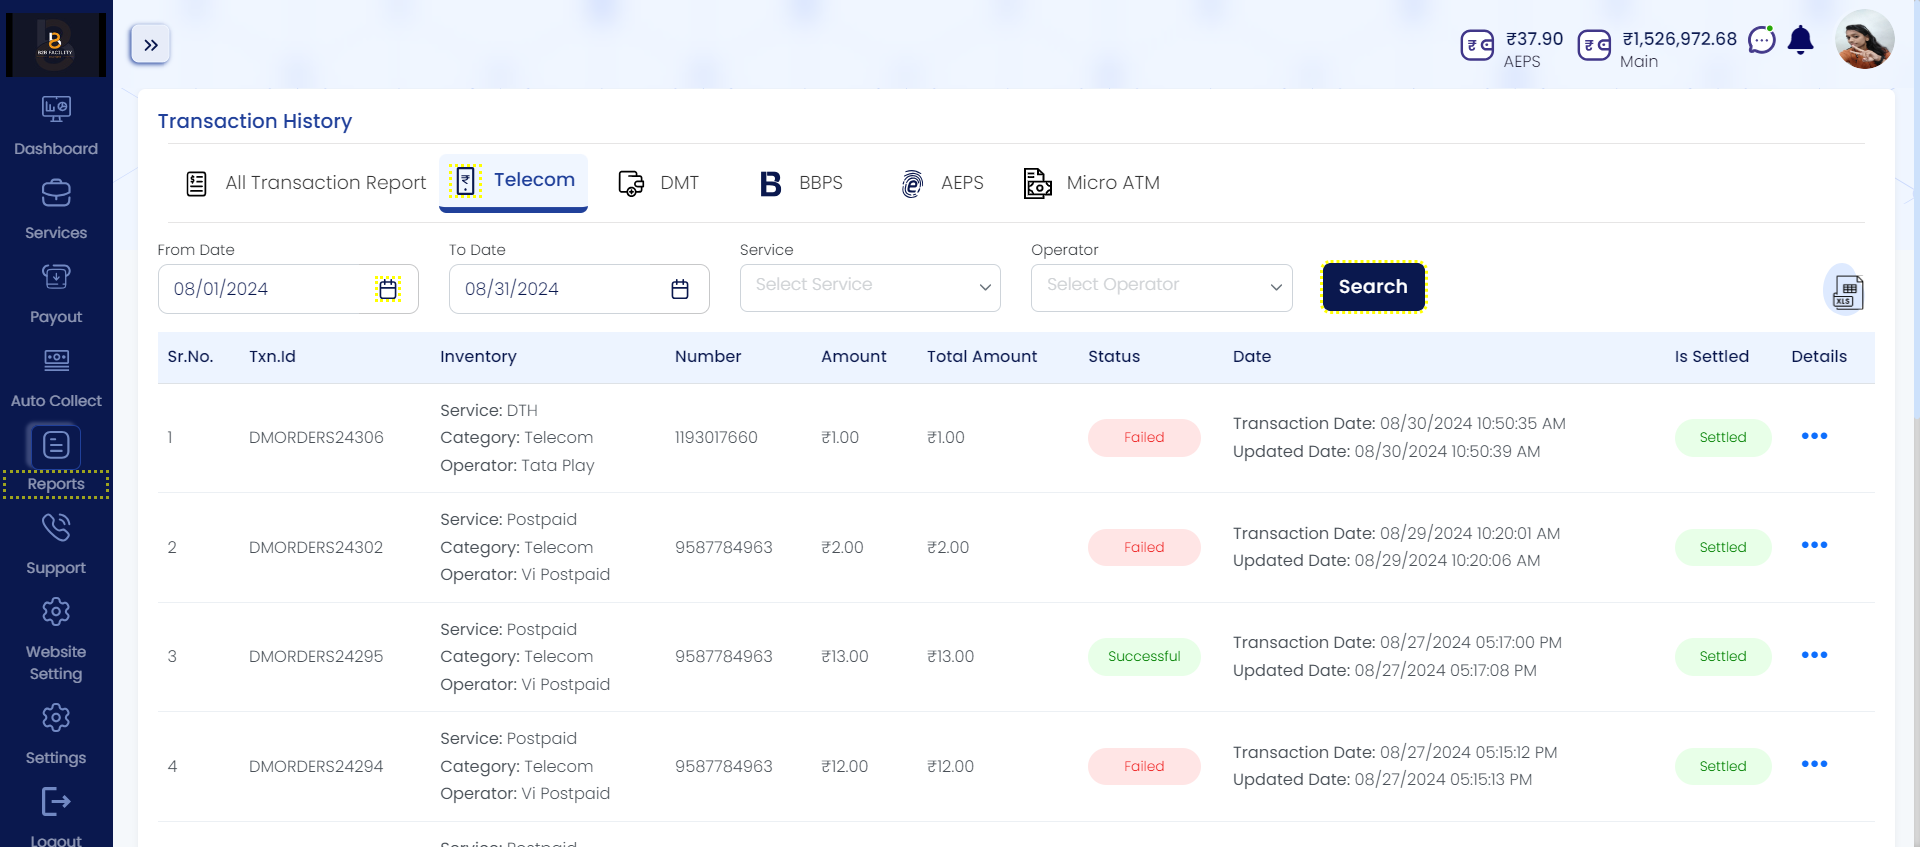 B2B FACILITY
Dashboard
Services
Payout
Auto Collect
Reports
Support
Website
Setting
Settings
Logout
₹37.90
AEPS
₹1,526,972.68
Main
Transaction History
All Transaction Report
Telecom
DMT
BBPS
AEPS
Micro ATM
From Date
To Date
Service
Operator
08/01/2024
08/31/2024
Select Service
Select Operator
Search
XLS
Sr.No. Txn.Id Inventory Number Amount Total Amount Status Date Is Settled Details
Service: DTH
Category: Telecom
Operator: Tata Play
1 DMORDERS24306 1193017660 ₹1.00 ₹1.00 Failed
Transaction Date: 08/30/2024 10:50:35 AM
Updated Date: 08/30/2024 10:50:39 AM
Settled
Service: Postpaid
Category: Telecom
Operator: Vi Postpaid
2 DMORDERS24302 9587784963 ₹2.00 ₹2.00 Failed
Transaction Date: 08/29/2024 10:20:01 AM
Updated Date: 08/29/2024 10:20:06 AM
Settled
Service: Postpaid
Category: Telecom
Operator: Vi Postpaid
3 DMORDERS24295 9587784963 ₹13.00 ₹13.00 Successful
Transaction Date: 08/27/2024 05:17:00 PM
Updated Date: 08/27/2024 05:17:08 PM
Settled
Service: Postpaid
Category: Telecom
Operator: Vi Postpaid
4 DMORDERS24294 9587784963 ₹12.00 ₹12.00 Failed
Transaction Date: 08/27/2024 05:15:12 PM
Updated Date: 08/27/2024 05:15:13 PM
Settled
Service: Postpaid